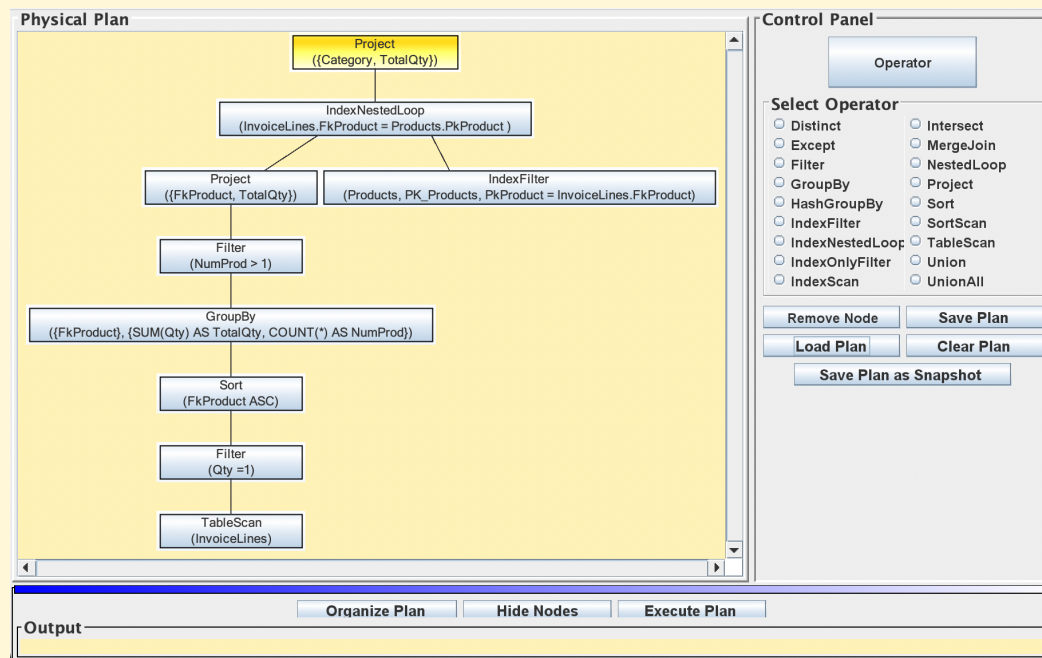 Physical Plan
Project
({Category, TotalQty})
IndexNestedLoop
(InvoiceLines.FkProduct = Products.PkProduct )
Project
({FkProduct, TotalQty})
IndexFilter
(Products, PK_Products, PkProduct = InvoiceLines.FkProduct)
Filter
(NumProd > 1)
GroupBy
({FkProduct}, {SUM(Qty) AS TotalQty, COUNT(*) AS NumProd})
Sort
(FkProduct ASC)
Filter
(Qty =1)
TableScan
(InvoiceLines)
Control Panel
Operator
Select Operator
Distinct
Intersect
Except
MergeJoin
Filter
NestedLoop
GroupBy
Project
HashGroupBy
Sort
IndexFilter
SortScan
IndexNestedLoop
TableScan
IndexOnlyFilter
Union
IndexScan
UnionAll
Remove Node
Save Plan
Load Plan
Clear Plan
Save Plan as Snapshot
Organize Plan
Hide Nodes
Execute Plan
Output